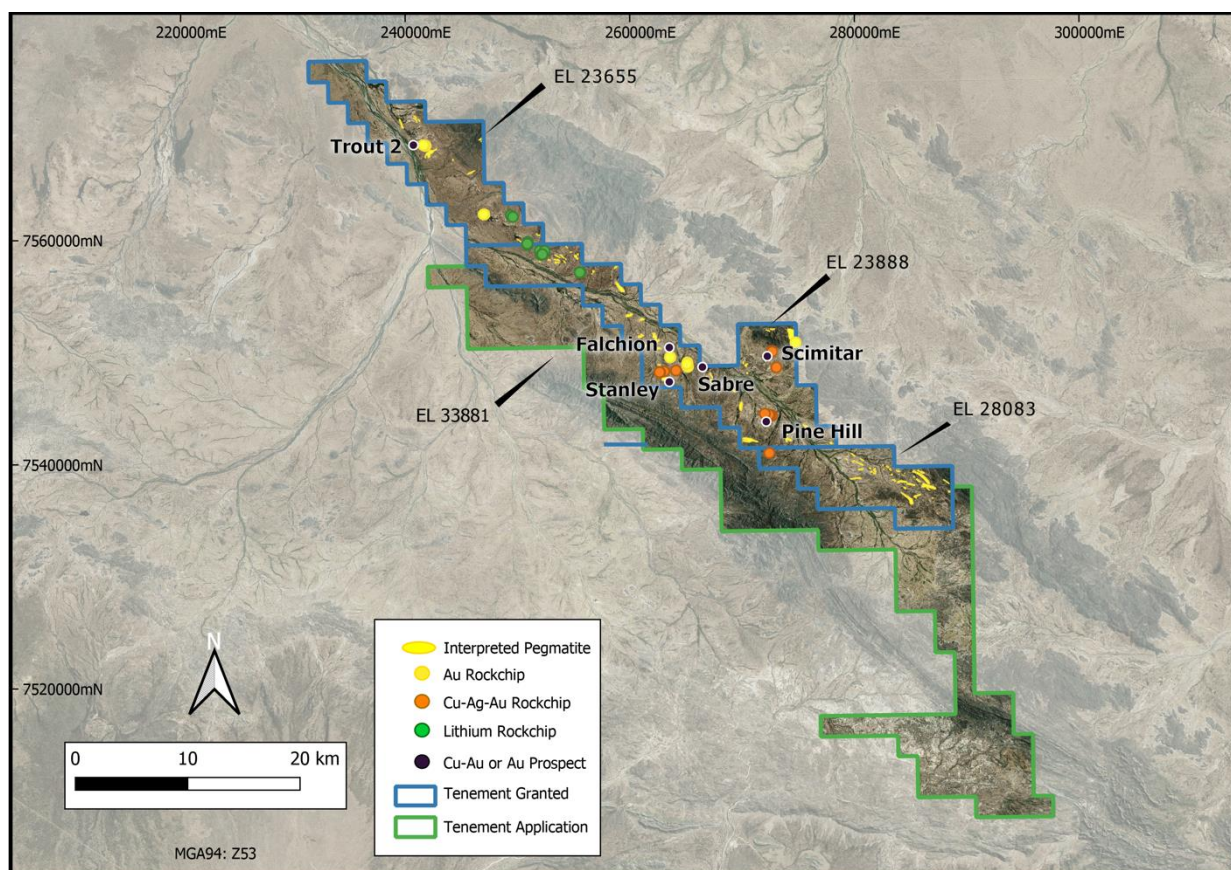 220000mE
240000mE
260000mE
280000mE
300000mE
EL 23655
Trout 2
7560000mN
EL 23888
Falchion
Scimitar
Stanley
Sabre
EL 33881
EL 28083
Pine Hill
7540000mN
7520000mN
N
0 10 20 km
MGA94: Z53
Interpreted Pegmatite
Au Rockchip
Cu-Ag-Au Rockchip
Lithium Rockchip
Cu-Au or Au Prospect
Tenement Granted
Tenement Application